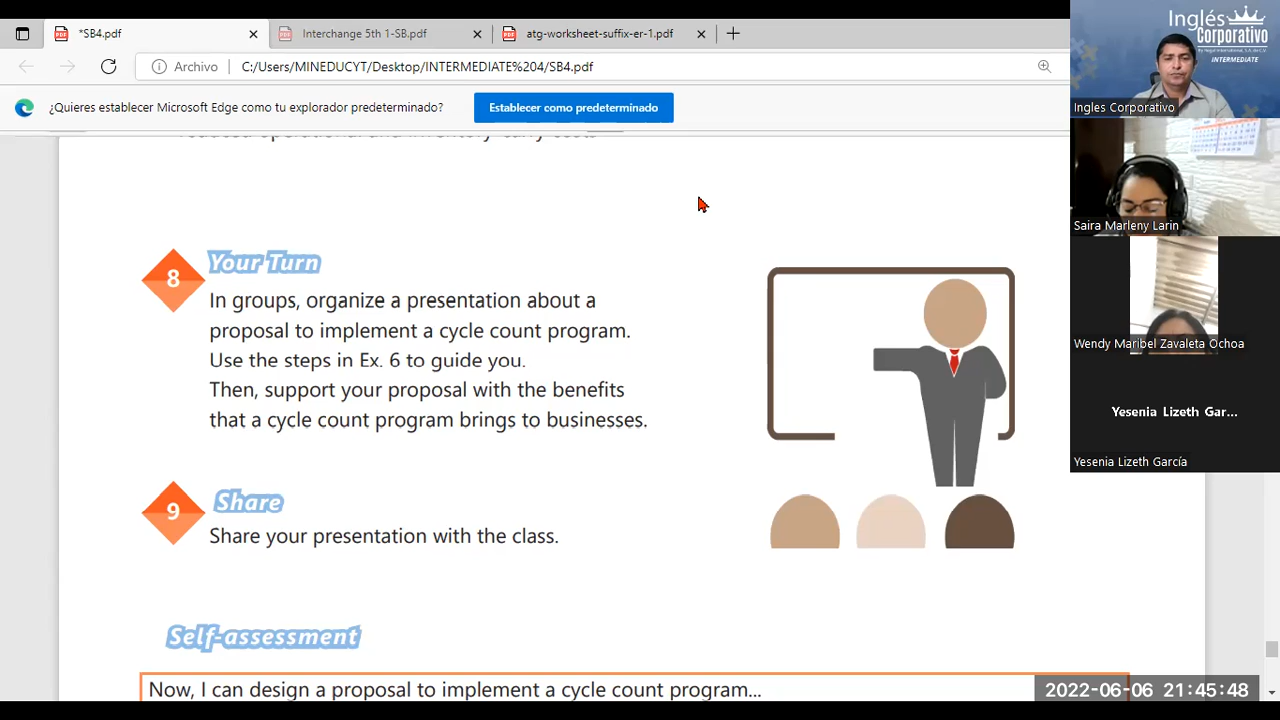 *SB4.pdf
Interchange 5th 1-SB.pdf
atg-worksheet-suffix-er-1.pdf
Archivo
C:/Users/MINEDUCYT/Desktop/INTERMEDIATE%204/SB4.pdf
¿Quieres establecer Microsoft Edge como tu explorador predeterminado?
Establecer como predeterminado
8
Your Turn
In groups, organize a presentation about a
proposal to implement a cycle count program.
Use the steps in Ex. 6 to guide you.
Then, support your proposal with the benefits
that a cycle count program brings to businesses.
9
Share
Share your presentation with the class.
Self-assessment
Now, I can design a proposal to implement a cycle count program...
Inglés
Corporativo
INTERMEDIATE
Ingles Corporativo
Saira Marleny Larin
Wendy Maribel Zavaleta Ochoa
Yesenia Lizeth Gar...
Yesenia Lizeth García
2022-06-06 21:45:48